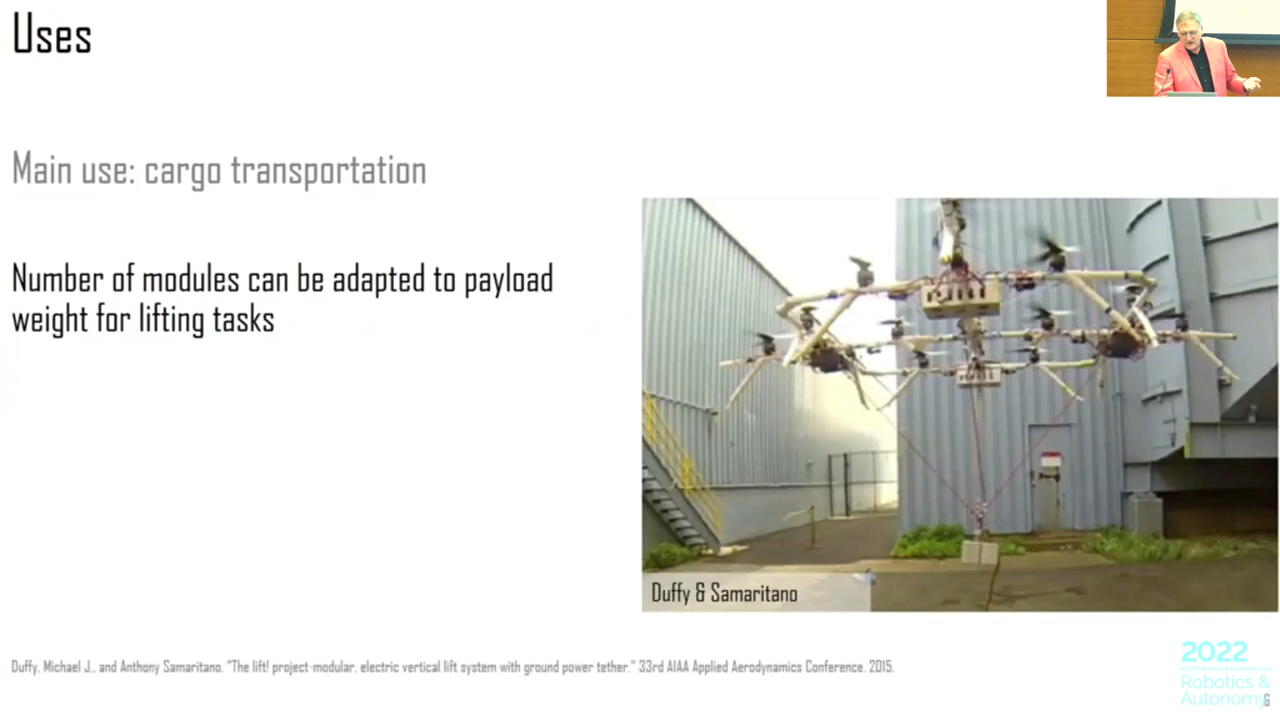 Uses
Main use: cargo transportation
Number of modules can be adapted to payload
weight for lifting tasks
Duffy & Samaritano
Duffy, Michael J., and Anthony Samaritano. "The lift! project-modular, electric vertical lift system with ground power tether." 33rd AIAA Applied Aerodynamics Conference. 2015.
2022
Robotics &
Autonomy
6